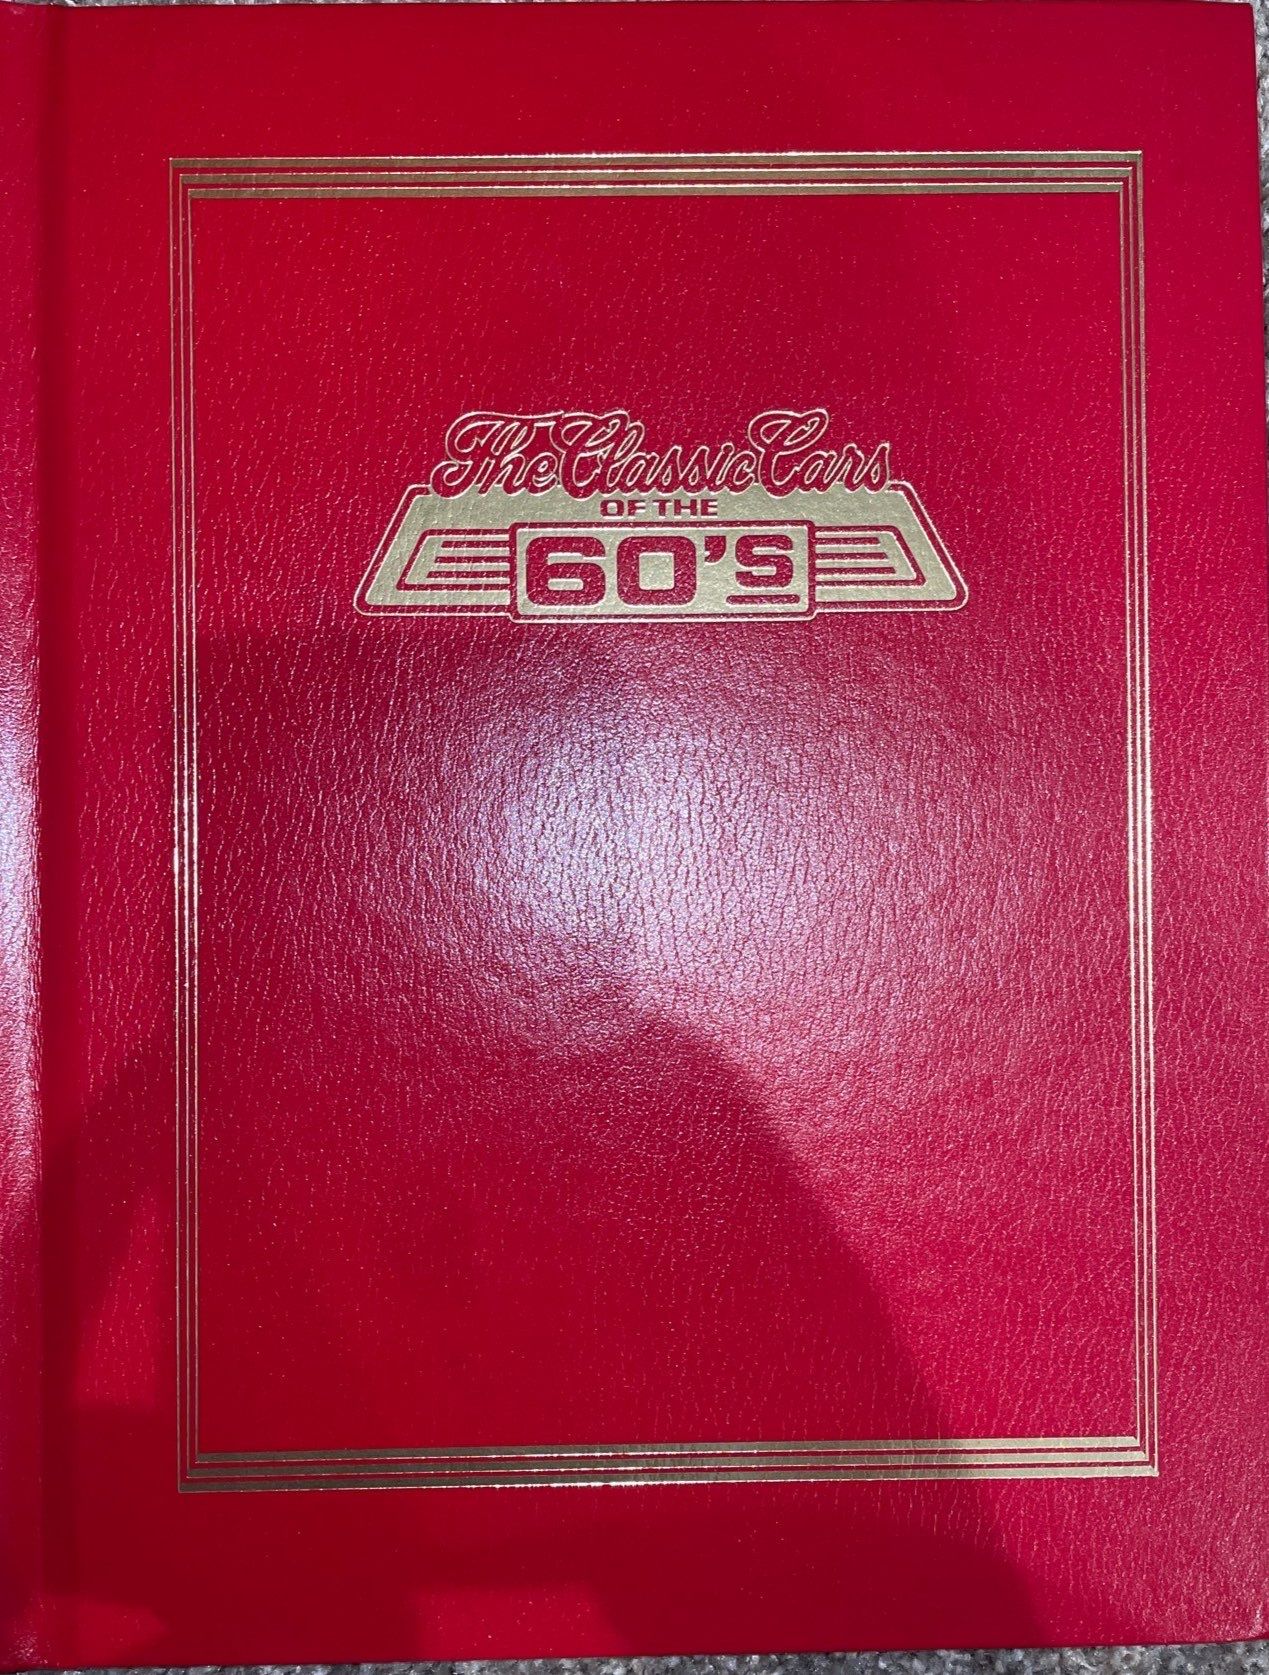 The Classic Cars
OF THE
60's